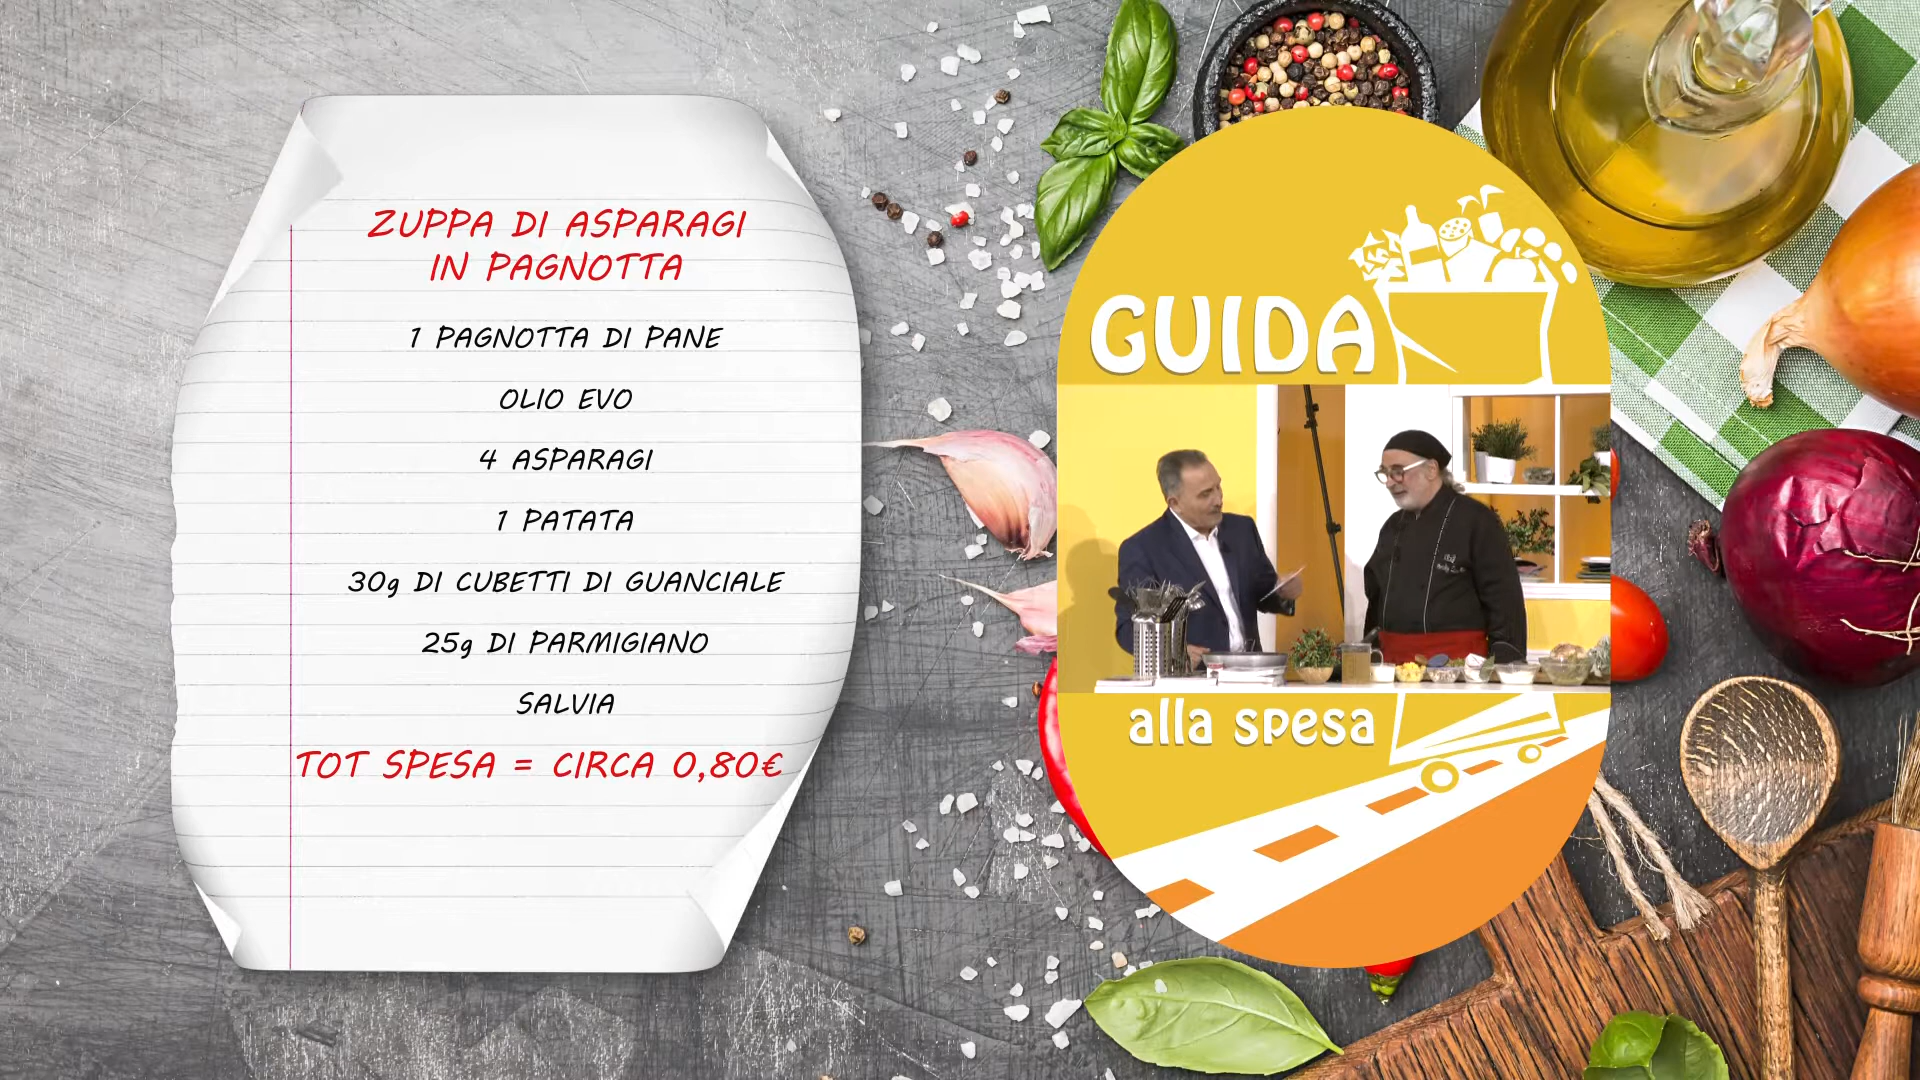 ZUPPA DI ASPARAGI
IN PAGNOTTA
1 PAGNOTTA DI PANE
OLIO EVO
4 ASPARAGI
1 PATATA
30g DI CUBETTI DI GUANCIALE
25g DI PARMIGIANO
SALVIA
TOT SPESA = CIRCA 0,80€
GUIDA
alla spesa